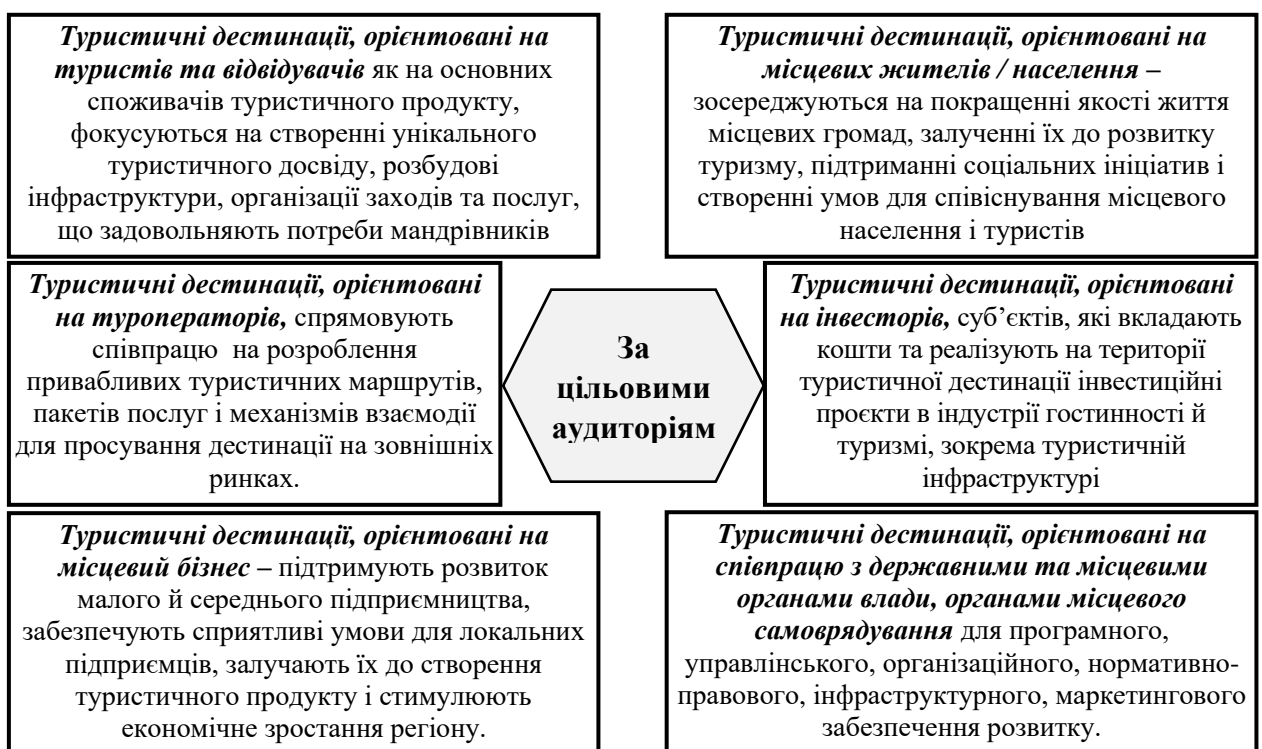 Туристичні дестинації, орієнтовані на
туристів та відвідувачів як на основних
споживачів туристичного продукту,
фокусуються на створенні унікального
туристичного досвіду, розбудові
інфраструктури, організації заходів та послуг,
що задовольняють потреби мандрівників
Туристичні дестинації, орієнтовані на
місцевих жителів / населення –
зосереджуються на покращенні якості життя
місцевих громад, залученні їх до розвитку
туризму, підтриманні соціальних ініціатив і
створенні умов для співіснування місцевого
населення і туристів
Туристичні дестинації, орієнтовані
на туроператорів, спрямовують
співпрацю на розроблення
привабливих туристичних маршрутів,
пакетів послуг і механізмів взаємодії
для просування дестинації на зовнішніх
ринках.
За
цільовими
аудиторіям
Туристичні дестинації, орієнтовані
на інвесторів, суб’єктів, які вкладають
кошти та реалізують на території
туристичної дестинації інвестиційні
проєкти в індустрії гостинності й
туризмі, зокрема туристичній
інфраструктурі
Туристичні дестинації, орієнтовані на
місцевий бізнес – підтримують розвиток
малого й середнього підприємництва,
забезпечують сприятливі умови для локальних
підприємців, залучають їх до створення
туристичного продукту і стимулюють
економічне зростання регіону.
Туристичні дестинації, орієнтовані на
співпрацю з державними та місцевими
органами влади, органами місцевого
самоврядування для програмного,
управлінського, організаційного, нормативно-
правового, інфраструктурного, маркетингового
забезпечення розвитку.